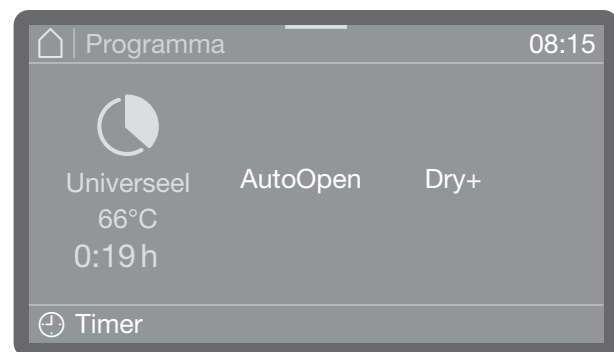 Programma 08:15
Universeel AutoOpen Dry+
66°C
0:19 h
Timer